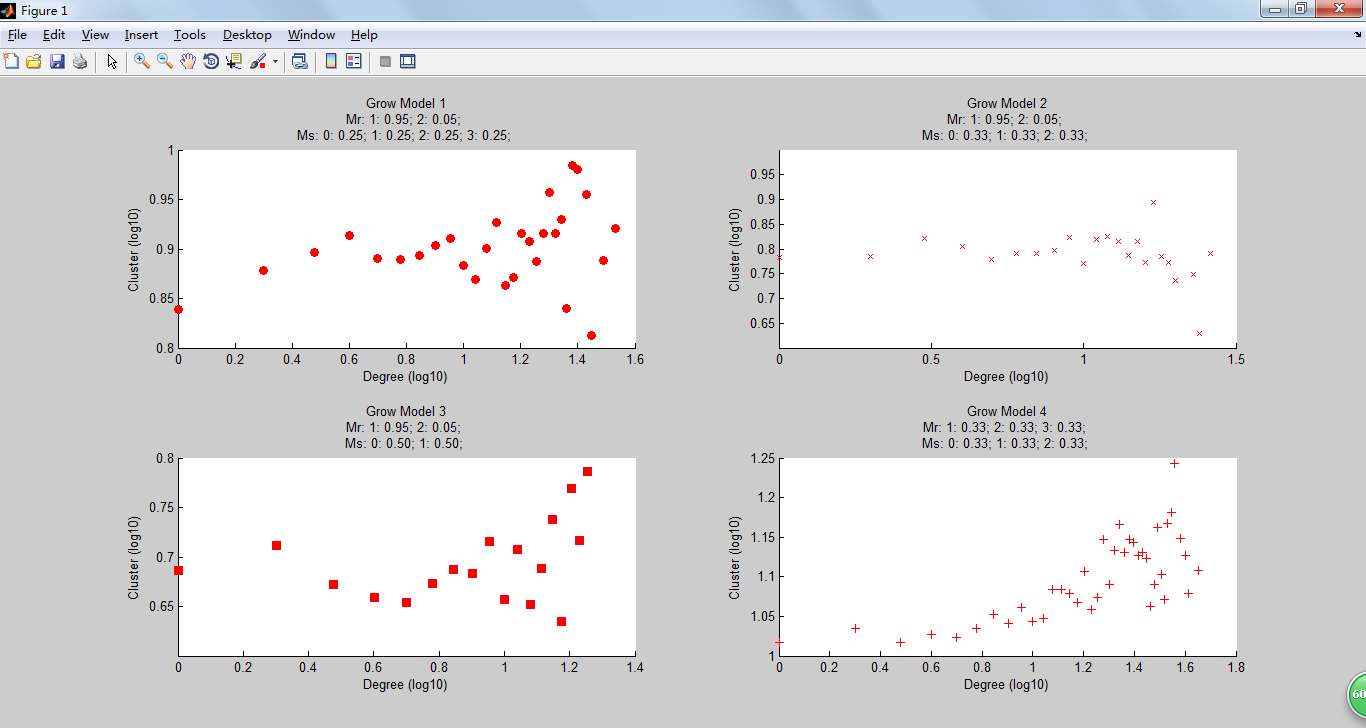 Figure 1
File Edit View Insert Tools Desktop Window Help
Grow Model 1
Mr: 1: 0.95; 2: 0.05;
Ms: 0: 0.25; 1: 0.25; 2: 0.25; 3: 0.25;
1
0.95
0.9
0.85
0.8
Cluster (log10)
0 0.2 0.4 0.6 0.8 1 1.2 1.4 1.6
Degree (log10)
Grow Model 2
Mr: 1: 0.95; 2: 0.05;
Ms: 0: 0.33; 1: 0.33; 2: 0.33;
0.95
0.9
0.85
0.8
0.75
0.7
0.65
Cluster (log10)
0 0.5 1 1.5
Degree (log10)
Grow Model 3
Mr: 1: 0.95; 2: 0.05;
Ms: 0: 0.50; 1: 0.50;
0.8
0.75
0.7
0.65
Cluster (log10)
0 0.2 0.4 0.6 0.8 1 1.2 1.4
Degree (log10)
Grow Model 4
Mr: 1: 0.33; 2: 0.33; 3: 0.33;
Ms: 0: 0.33; 1: 0.33; 2: 0.33;
1.25
1.2
1.15
1.1
1.05
1
Cluster (log10)
0 0.2 0.4 0.6 0.8 1 1.2 1.4 1.6 1.8
Degree (log10)
60